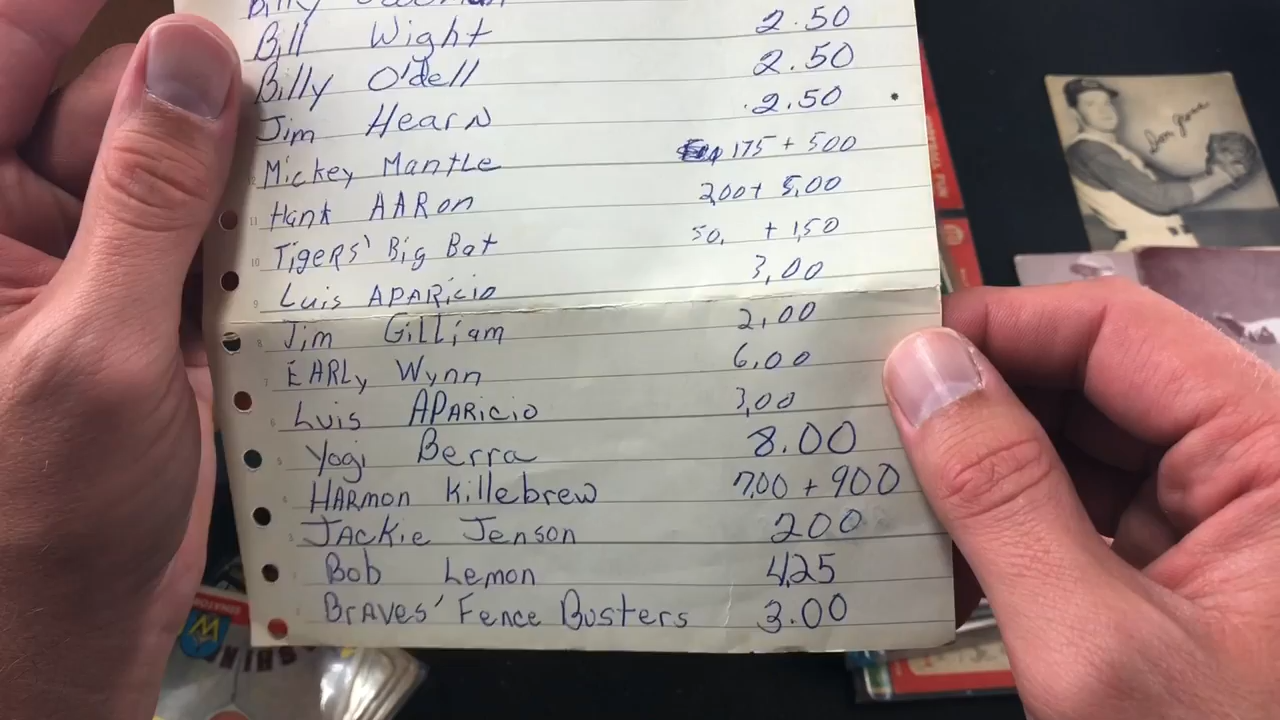 Billy
Bill Wight 2.50
Billy O'dell 2.50
Jim Hearn 2.50
Mickey Mantle 175 + 500
Hank AARon 200+ 5,00
TigeRs' Big Bat 50, + 1,50
Luis APARicio 3,00
Jim GiLLiam 2,00
EARLy Wynn 6,00
Luis APARicio 3,00
Yogi Berra 8.00
HARmon Killebrew 7,00 + 900
JAckie Jenson 200
Bob Lemon 4,25
BrAves' Fence Busters 3.00